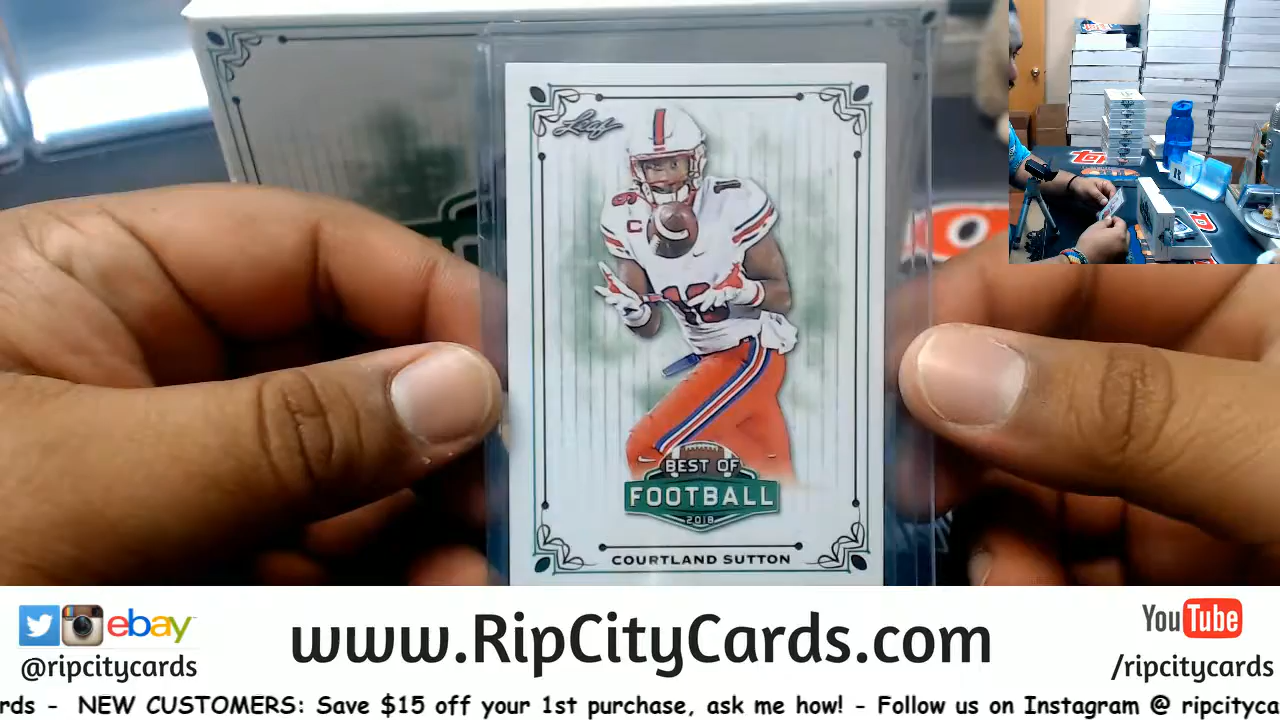 Leaf
C
16
BEST OF
FOOTBALL
2018
COURTLAND SUTTON
ebay
@ripcitycards
www.RipCityCards.com
YouTube
/ripcitycards
rds - NEW CUSTOMERS: Save $15 off your 1st purchase, ask me how! - Follow us on Instagram @ ripcityca